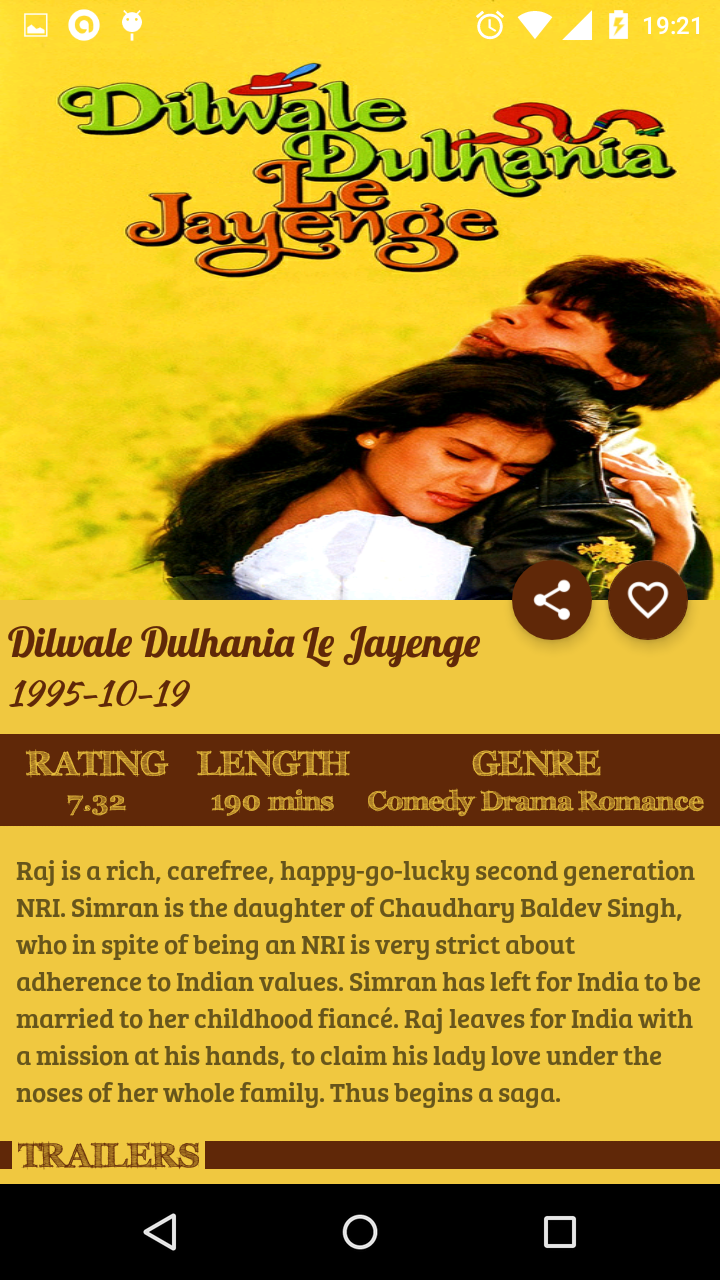 19:21
Dilwale
Dulhania
Le
Jayenge
Dilwale Dulhania Le Jayenge
1995-10-19
RATING LENGTH GENRE
7.32 190 mins Comedy Drama Romance
Raj is a rich, carefree, happy-go-lucky second generation
NRI. Simran is the daughter of Chaudhary Baldev Singh,
who in spite of being an NRI is very strict about
adherence to Indian values. Simran has left for India to be
married to her childhood fiancé. Raj leaves for India with
a mission at his hands, to claim his lady love under the
noses of her whole family. Thus begins a saga.
TRAILERS